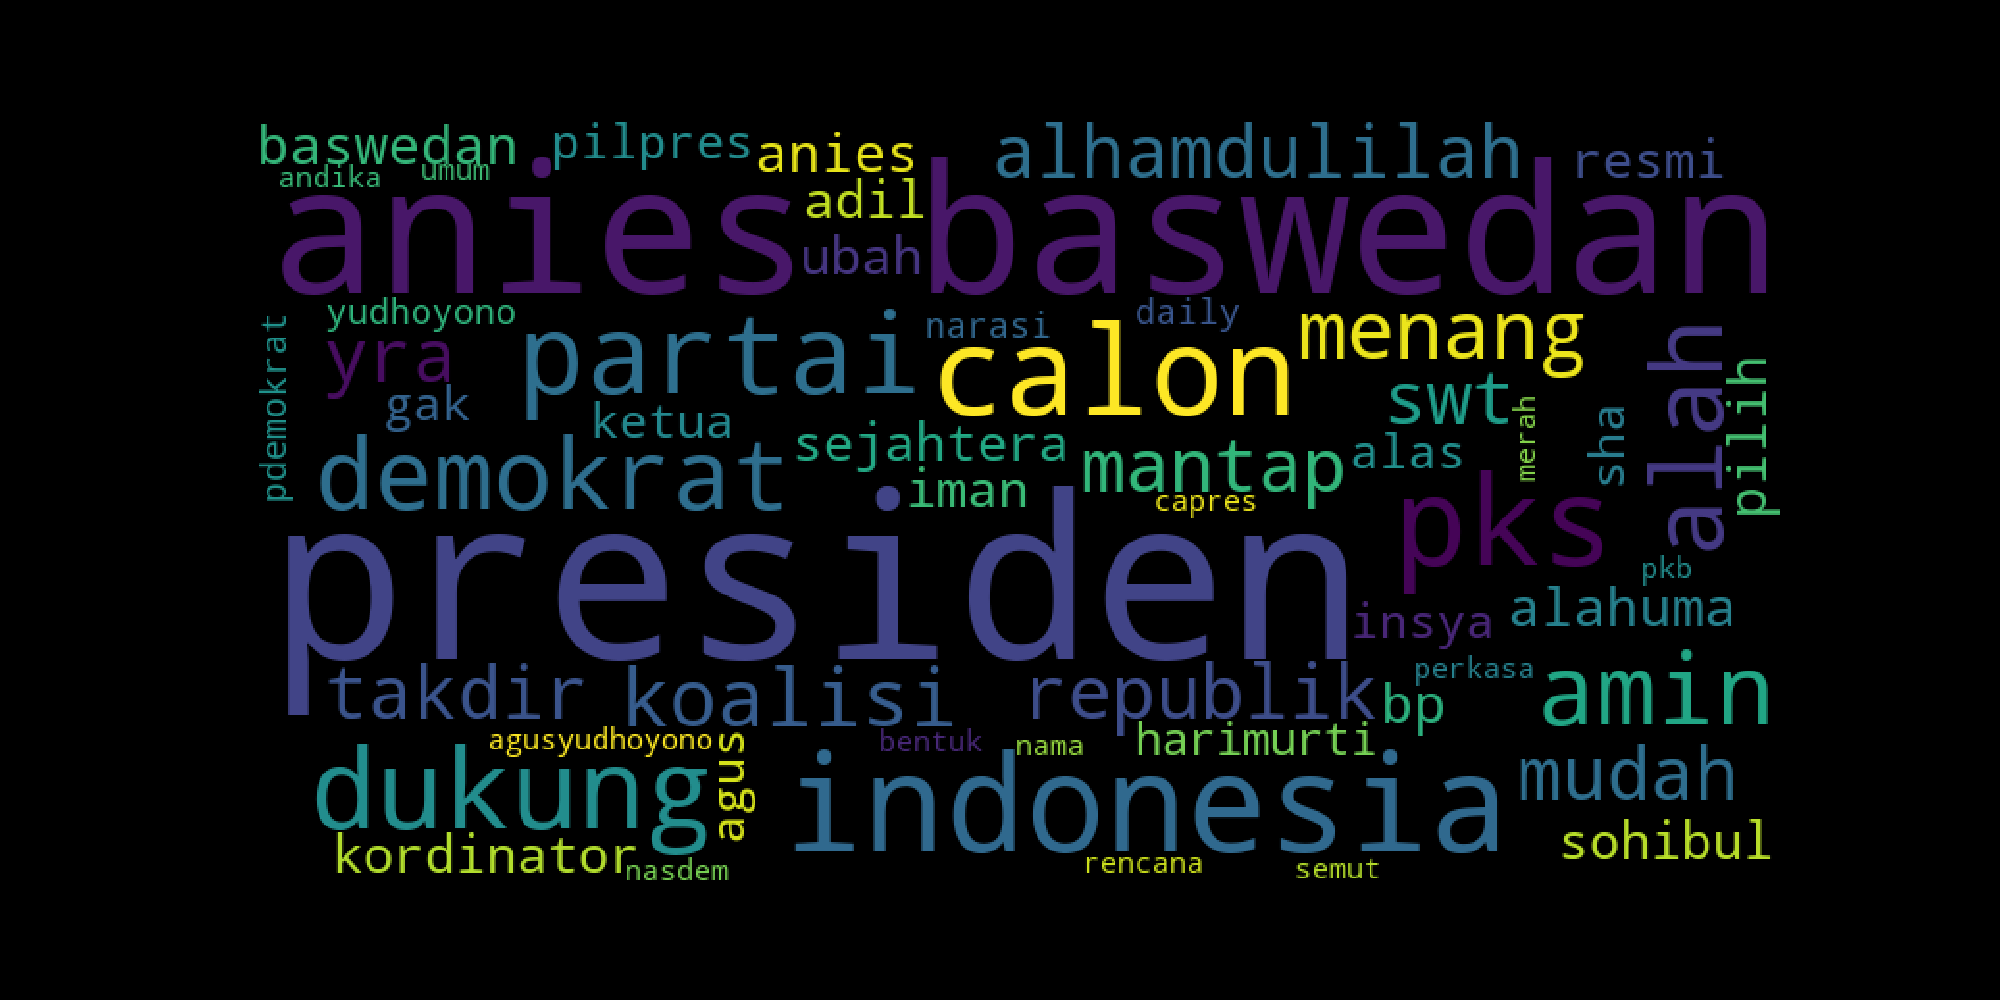 baswedan
pilpres
anies
alhamdulilah
resmi
andika
umum
adil
anies baswedan
ubah
yudhoyono
narasi
daily
menang
pdemokrat
yra
partai
calon
alah
pilih
gak
ketua
swt
merah
sha
demokrat
sejahtera
mantap
alas
iman
capres
pks
presiden
pkb
insya
alahuma
takdir
koalisi
republik
bp
perkasa
amin
agusyudhoyono
agus
bentuk
nama
harimurti
dukung
indonesia
mudah
kordinator
nasdem
rencana
semut
sohibul